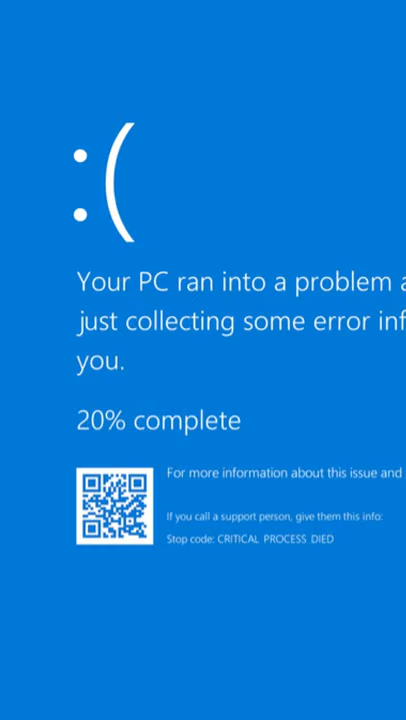 :(
Your PC ran into a problem a
just collecting some error inf
you.
20% complete
For more information about this issue and
If you call a support person, give them this info:
Stop code: CRITICAL PROCESS DIED